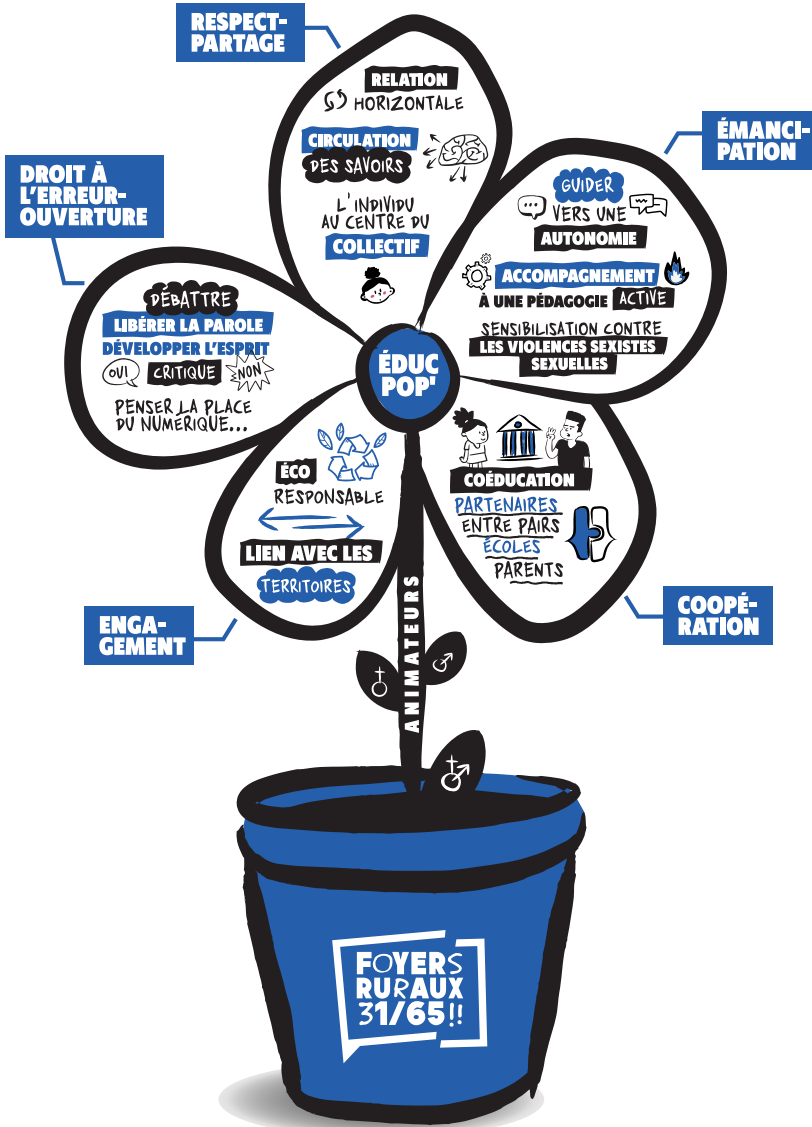 RESPECT-
PARTAGE
RELATION
HORIZONTALE
CIRCULATION
DES SAVOIRS
L'INDIVIDU
AU CENTRE DU
COLLECTIF
ÉMANCI-
PATION
GUIDER
VERS UNE
AUTONOMIE
ACCOMPAGNEMENT
À UNE PÉDAGOGIE ACTIVE
SENSIBILISATION CONTRE
LES VIOLENCES SEXISTES
SEXUELLES
DROIT À
L'ERREUR-
OUVERTURE
DÉBATTRE
LIBÉRER LA PAROLE
DÉVELOPPER L'ESPRIT
OUI CRITIQUE NON
PENSER LA PLACE
DU NUMÉRIQUE...
ÉDUC
POP'
ÉCO
RESPONSABLE
LIEN AVEC LES
TERRITOIRES
ENGA-
GEMENT
COÉDUCATION
PARTENAIRES
ENTRE PAIRS
ÉCOLES
PARENTS
COOPÉ-
RATION
ANIMATEURS
FOYERS
RURAUX
31/65!!